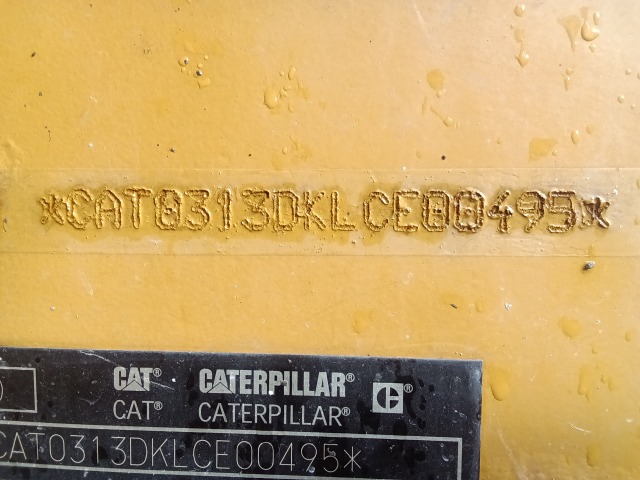 *CAT0313DKLCE00495*
CAT® CATERPILLAR®
CAT® CATERPILLAR®
CAT0313DKLCE00495*